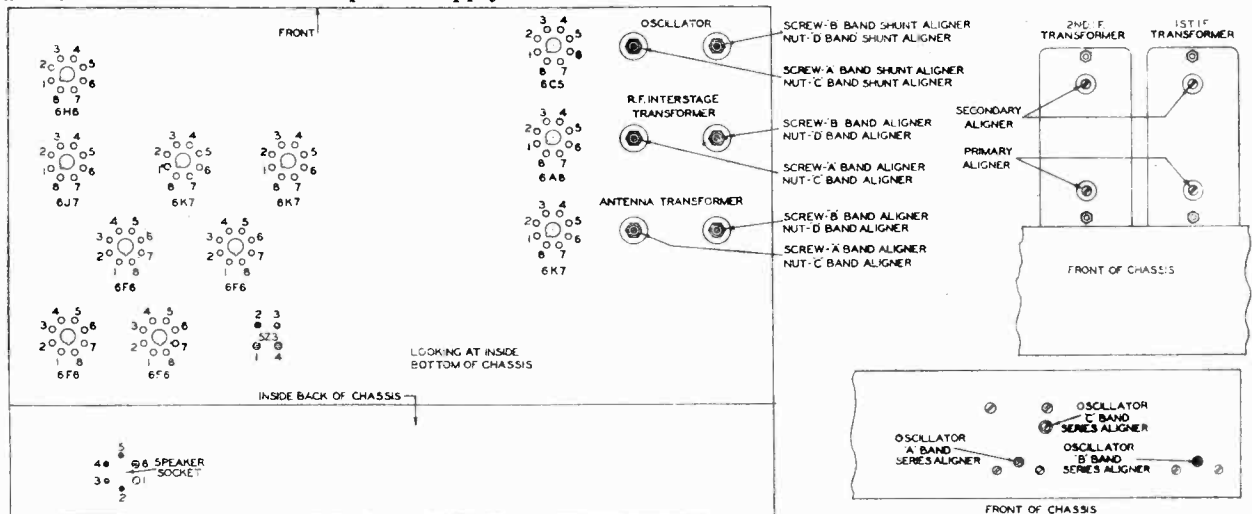 FRONT
3 4
2 5
1 6
8 7
6H6
3 4
2 5
1 6
8 7
6J7
3 4
2 5
1 6
8 7
6K7
3 4
2 5
1 6
8 7
6K7
4 5
3 6
2 7
1 8
6F6
4 5
3 6
2 7
1 8
6F6
4 5
3 6
2 7
1 8
6F6
4 5
3 6
2 7
1 8
2 3
5Z3
1 4
3 4
2 5
1 6
8 7
6C5
3 4
2 5
1 6
8 7
6A8
3 4
2 5
1 6
8 7
6K7
OSCILLATOR
R.F. INTERSTAGE
TRANSFORMER
ANTENNA TRANSFORMER
SCREW-'B' BAND SHUNT ALIGNER
NUT-'D' BAND SHUNT ALIGNER
SCREW-'A' BAND SHUNT ALIGNER
NUT-'C' BAND SHUNT ALIGNER
SCREW-'B' BAND ALIGNER
NUT-'D' BAND ALIGNER
SCREW-'A' BAND ALIGNER
NUT-'C' BAND ALIGNER
SCREW-'B' BAND ALIGNER
NUT-'D' BAND ALIGNER
SCREW-'A' BAND ALIGNER
NUT-'C' BAND ALIGNER
LOOKING AT INSIDE
BOTTOM OF CHASSIS
INSIDE BACK OF CHASSIS
5
4 6
3 1
2
SPEAKER
SOCKET
2ND I.F.
TRANSFORMER
1ST I.F.
TRANSFORMER
SECONDARY
ALIGNER
PRIMARY
ALIGNER
FRONT OF CHASSIS
OSCILLATOR
'C' BAND
SERIES ALIGNER
OSCILLATOR
'A' BAND
SERIES ALIGNER
OSCILLATOR
'B' BAND
SERIES ALIGNER
FRONT OF CHASSIS